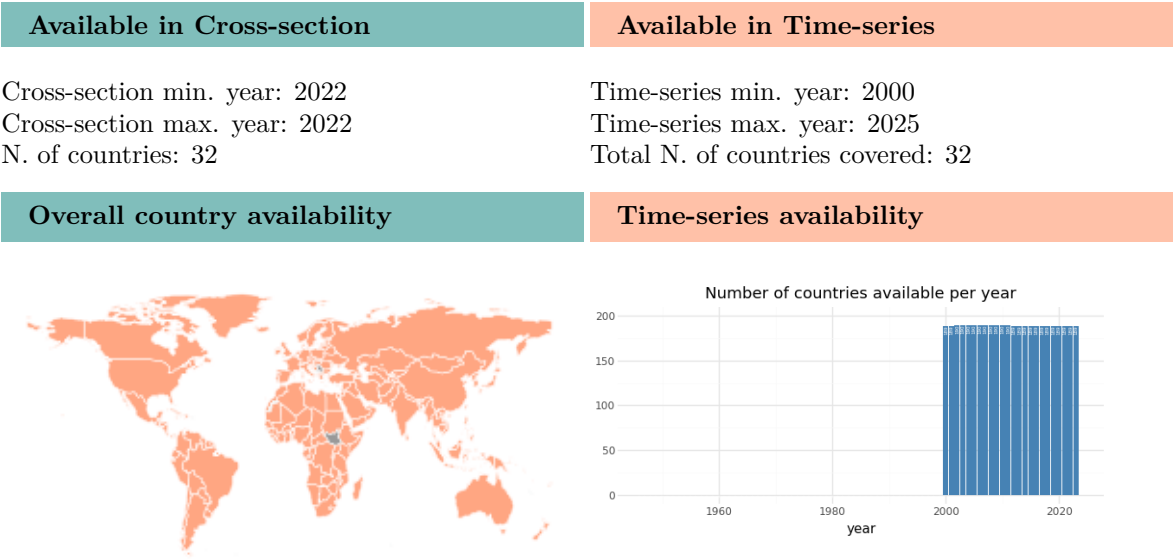 Available in Cross-section
Available in Time-series
Cross-section min. year: 2022
Cross-section max. year: 2022
N. of countries: 32
Time-series min. year: 2000
Time-series max. year: 2025
Total N. of countries covered: 32
Overall country availability
Time-series availability
Number of countries available per year
200
150
100
50
0
1960
1980
2000
2020
year